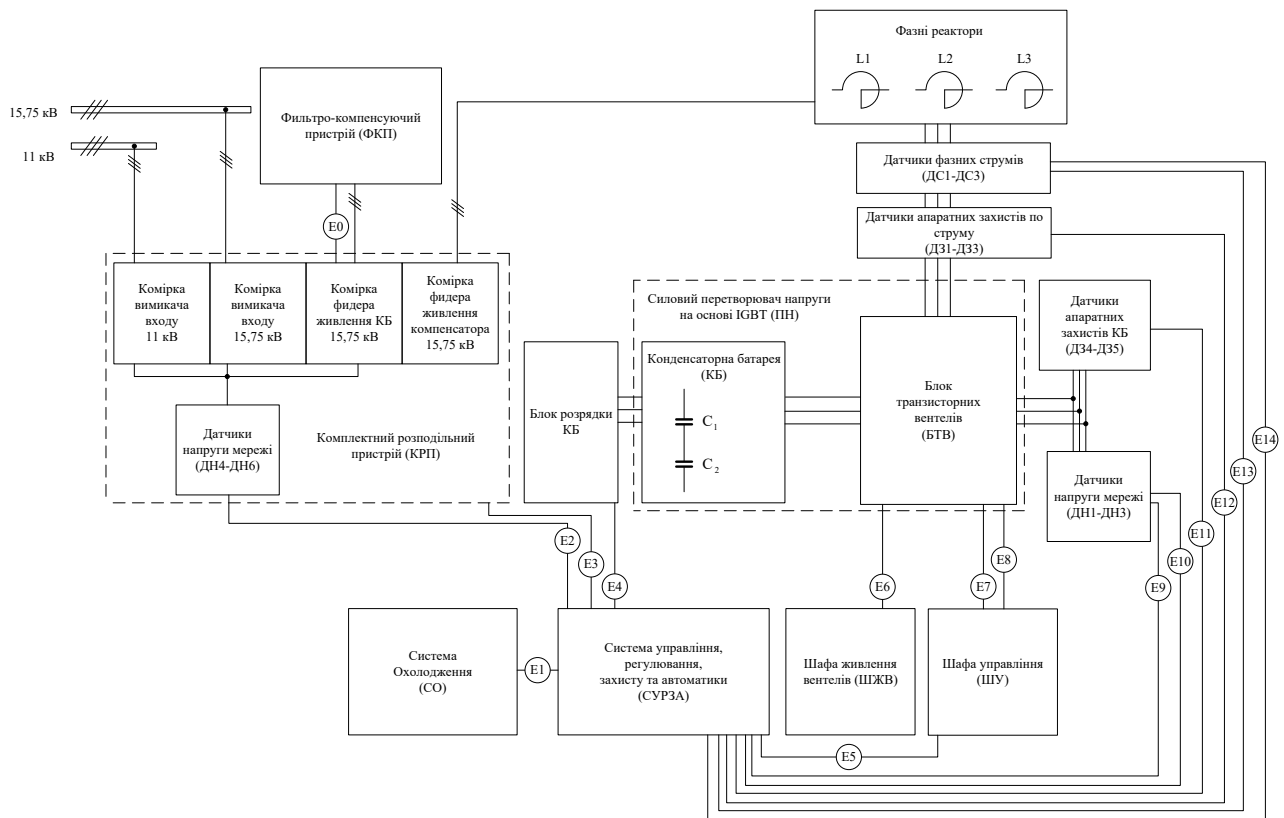 Фазні реактори
L1
L2
L3
15,75 кВ
11 кВ
Фильтро-компенсуючий
пристрій (ФКП)
Датчики фазних струмів
(ДС1-ДС3)
Датчики апаратних захистів по
струму
(ДЗ1-ДЗ3)
E0
Комірка
вимикача
входу
11 кВ
Комірка
вимикача
входу
15,75 кВ
Комірка
фидера
живлення КБ
15,75 кВ
Комірка
фидера
живлення
компенсатора
15,75 кВ
Силовий перетворювач напруги
на основі IGBT (ПН)
Датчики
апаратних
захистів КБ
(ДЗ4-ДЗ5)
Блок розрядки
КБ
Конденсаторна батарея
(КБ)
C1
C2
Блок
транзисторних
вентелів
(БТВ)
Датчики
напруги мережі
(ДН4-ДН6)
Комплектний розподільний
пристрій (КРП)
Датчики
напруги мережі
(ДН1-ДН3)
E14
E13
E12
E11
E10
E9
E2
E3
E4
E6
E7
E8
Система
Охолодження
(СО)
E1
Система управління,
регулювання,
захисту та автоматики
(СУРЗА)
Шафа живлення
вентелів (ШЖВ)
Шафа управління
(ШУ)
E5